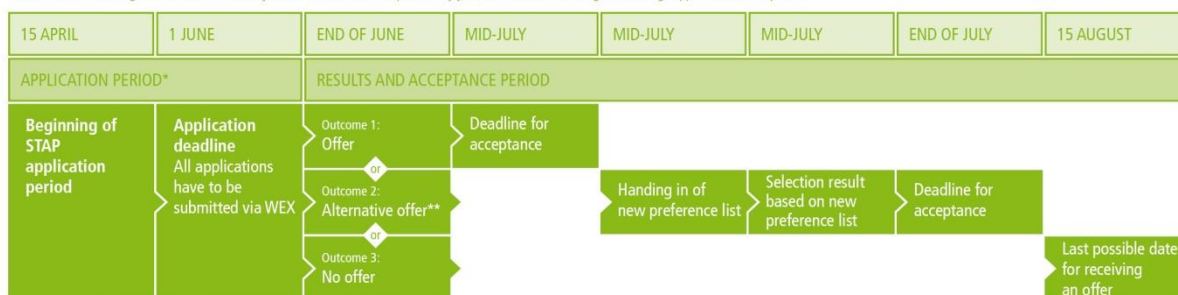 15 APRIL
1 JUNE
END OF JUNE
MID-JULY
MID-JULY
MID-JULY
END OF JULY
15 AUGUST
APPLICATION PERIOD*
RESULTS AND ACCEPTANCE PERIOD
Beginning of
STAP
application
period
Application
deadline
All applications
have to be
submitted via WEX
Outcome 1:
Offer
or
Outcome 2:
Alternative offer**
or
Outcome 3:
No offer
Deadline for
acceptance
Handing in of
new preference list
Selection result
based on new
preference list
Deadline for
acceptance
Last possible date
for receiving
an offer